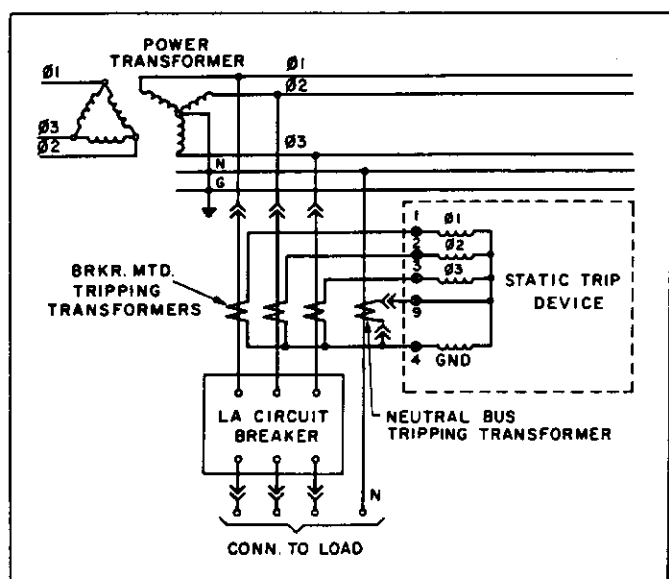 POWER
TRANSFORMER
Ø1
Ø1
Ø2
Ø3
Ø2
Ø3
N
G
1
Ø1
2
Ø2
3
Ø3
9
4
GND
STATIC TRIP
DEVICE
BRKR. MTD.
TRIPPING
TRANSFORMERS
LA CIRCUIT
BREAKER
NEUTRAL BUS
TRIPPING TRANSFORMER
N
CONN. TO LOAD